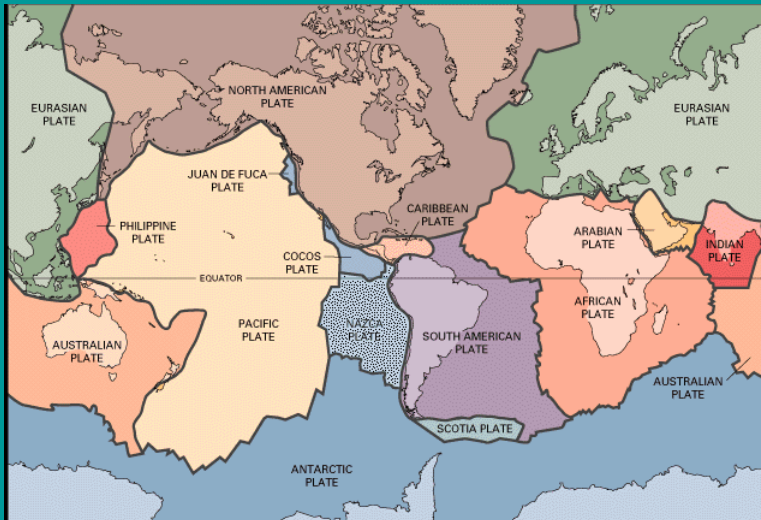 NORTH AMERICAN
PLATE
EURASIAN
PLATE
EURASIAN
PLATE
JUAN DE FUCA
PLATE
CARIBBEAN
PLATE
PHILIPPINE
PLATE
ARABIAN
PLATE
INDIAN
PLATE
COCOS
PLATE
EQUATOR
AFRICAN
PLATE
PACIFIC
PLATE
NAZCA
PLATE
SOUTH AMERICAN
PLATE
AUSTRALIAN
PLATE
AUSTRALIAN
PLATE
SCOTIA PLATE
ANTARCTIC
PLATE